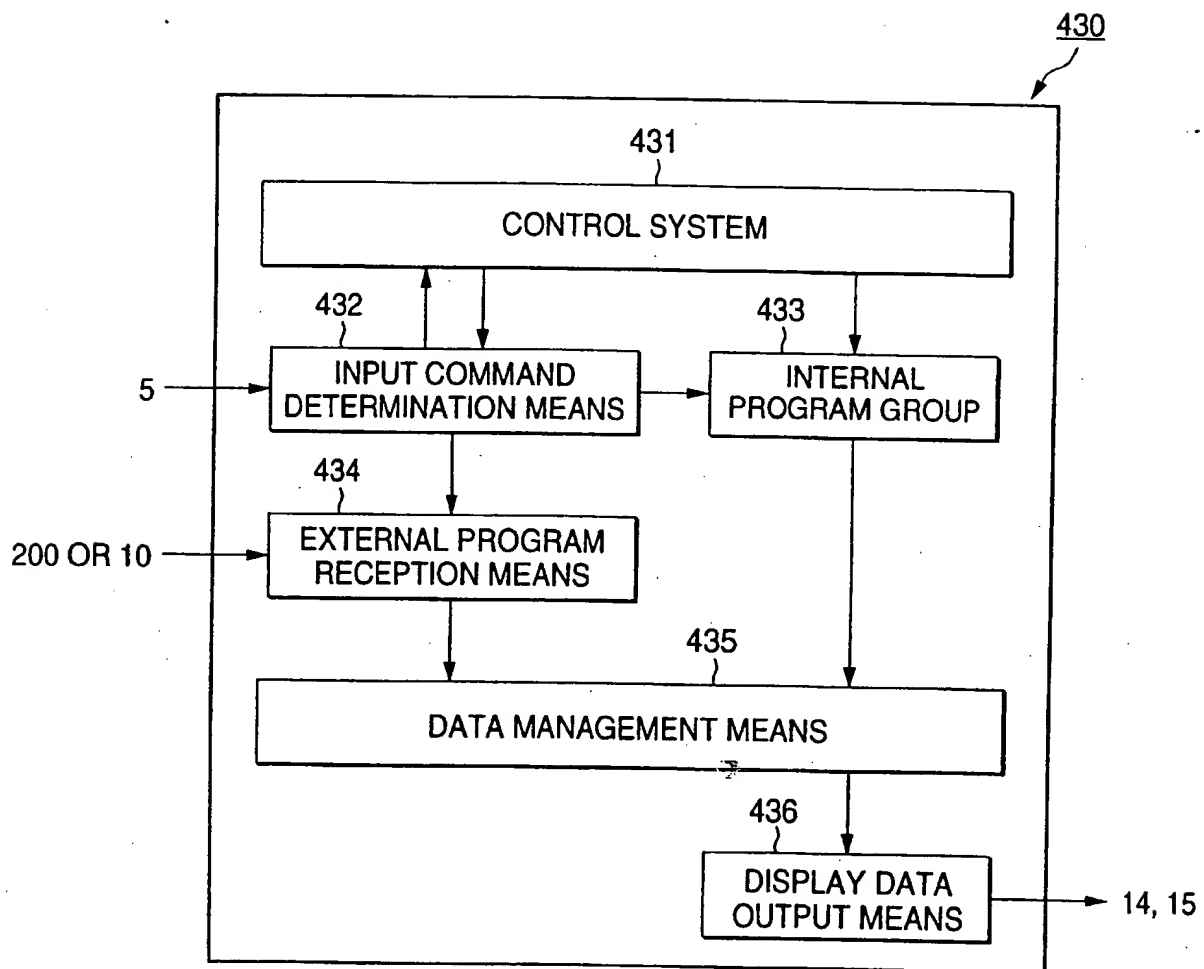 430
431
CONTROL SYSTEM
432
433
5
INPUT COMMAND
DETERMINATION MEANS
INTERNAL
PROGRAM GROUP
434
200 OR 10
EXTERNAL PROGRAM
RECEPTION MEANS
435
DATA MANAGEMENT MEANS
436
DISPLAY DATA
OUTPUT MEANS
14, 15